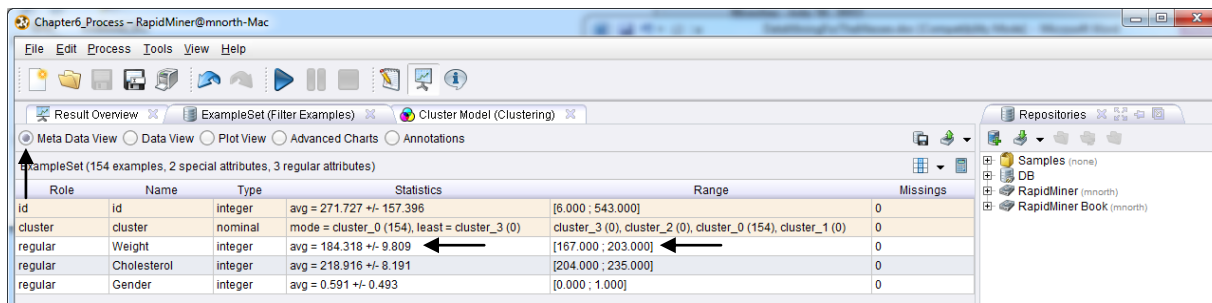 Chapter6_Process – RapidMiner@mnorth-Mac
File Edit Process Tools View Help
Result Overview ExampleSet (Filter Examples) Cluster Model (Clustering) Repositories
Meta Data View Data View Plot View Advanced Charts Annotations
ExampleSet (154 examples, 2 special attributes, 3 regular attributes)
Samples (none)
DB
RapidMiner (mnorth)
RapidMiner Book (mnorth)
Role Name Type Statistics Range Missings
id id integer avg = 271.727 +/- 157.396 [6.000 ; 543.000] 0
cluster cluster nominal mode = cluster_0 (154), least = cluster_3 (0) cluster_3 (0), cluster_2 (0), cluster_0 (154), cluster_1 (0) 0
regular Weight integer avg = 184.318 +/- 9.809 [167.000 ; 203.000] 0
regular Cholesterol integer avg = 218.916 +/- 8.191 [204.000 ; 235.000] 0
regular Gender integer avg = 0.591 +/- 0.493 [0.000 ; 1.000] 0